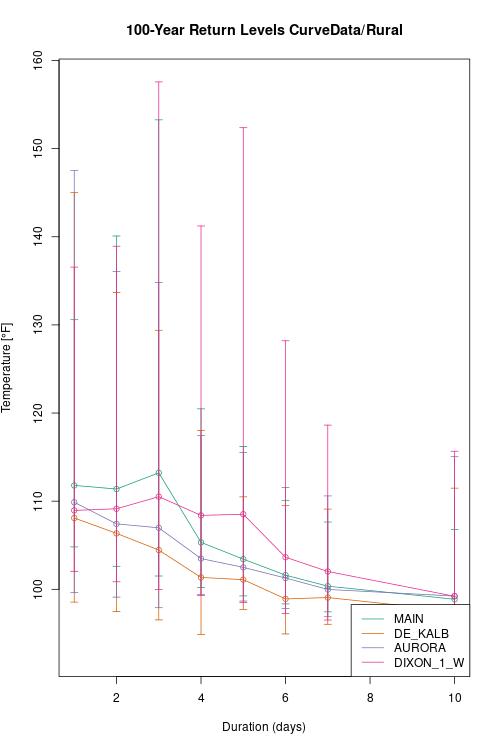 100-Year Return Levels CurveData/Rural
Temperature [°F]
160
150
140
130
120
110
100
2
4
6
8
10
MAIN
DE_KALB
AURORA
DIXON_1_W
Duration (days)